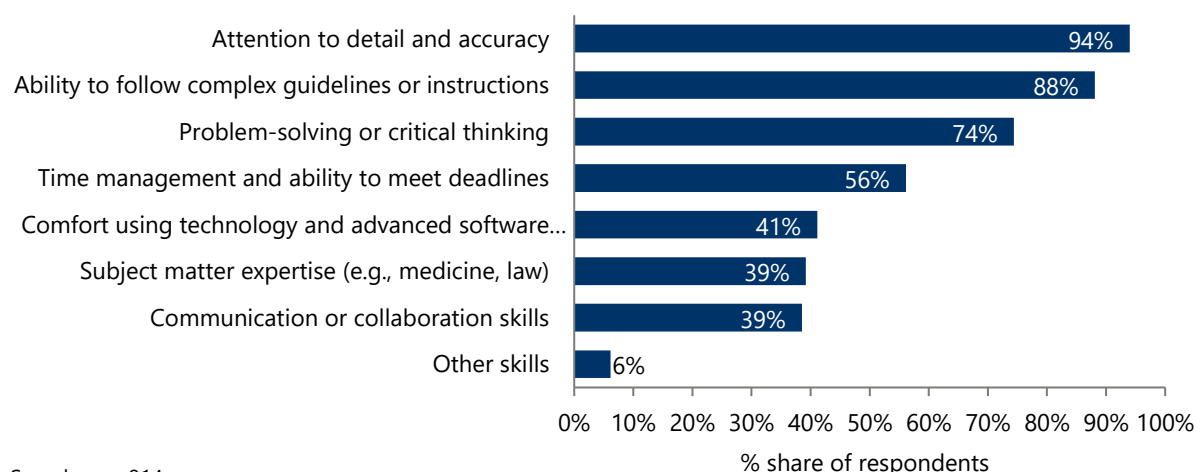 Attention to detail and accuracy 94%
Ability to follow complex guidelines or instructions 88%
Problem-solving or critical thinking 74%
Time management and ability to meet deadlines 56%
Comfort using technology and advanced software… 41%
Subject matter expertise (e.g., medicine, law) 39%
Communication or collaboration skills 39%
Other skills 6%
0% 10% 20% 30% 40% 50% 60% 70% 80% 90% 100%
% share of respondents